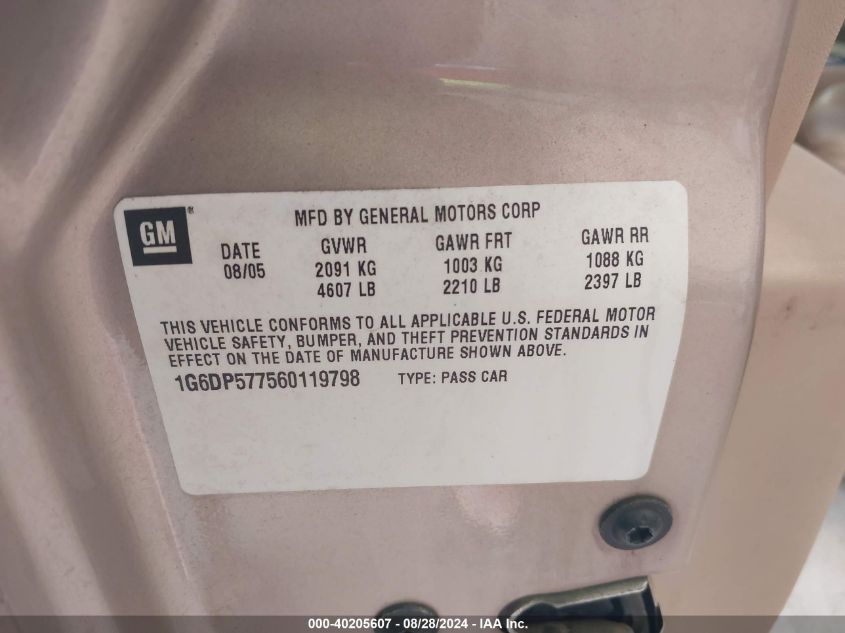 GM
®
MFD BY GENERAL MOTORS CORP
DATE GVWR GAWR FRT GAWR RR
08/05 2091 KG 1003 KG 1088 KG
4607 LB 2210 LB 2397 LB
THIS VEHICLE CONFORMS TO ALL APPLICABLE U.S. FEDERAL MOTOR
VEHICLE SAFETY, BUMPER, AND THEFT PREVENTION STANDARDS IN
EFFECT ON THE DATE OF MANUFACTURE SHOWN ABOVE.
1G6DP577560119798 TYPE: PASS CAR
000-40205607 - 08/28/2024 - IAA Inc.